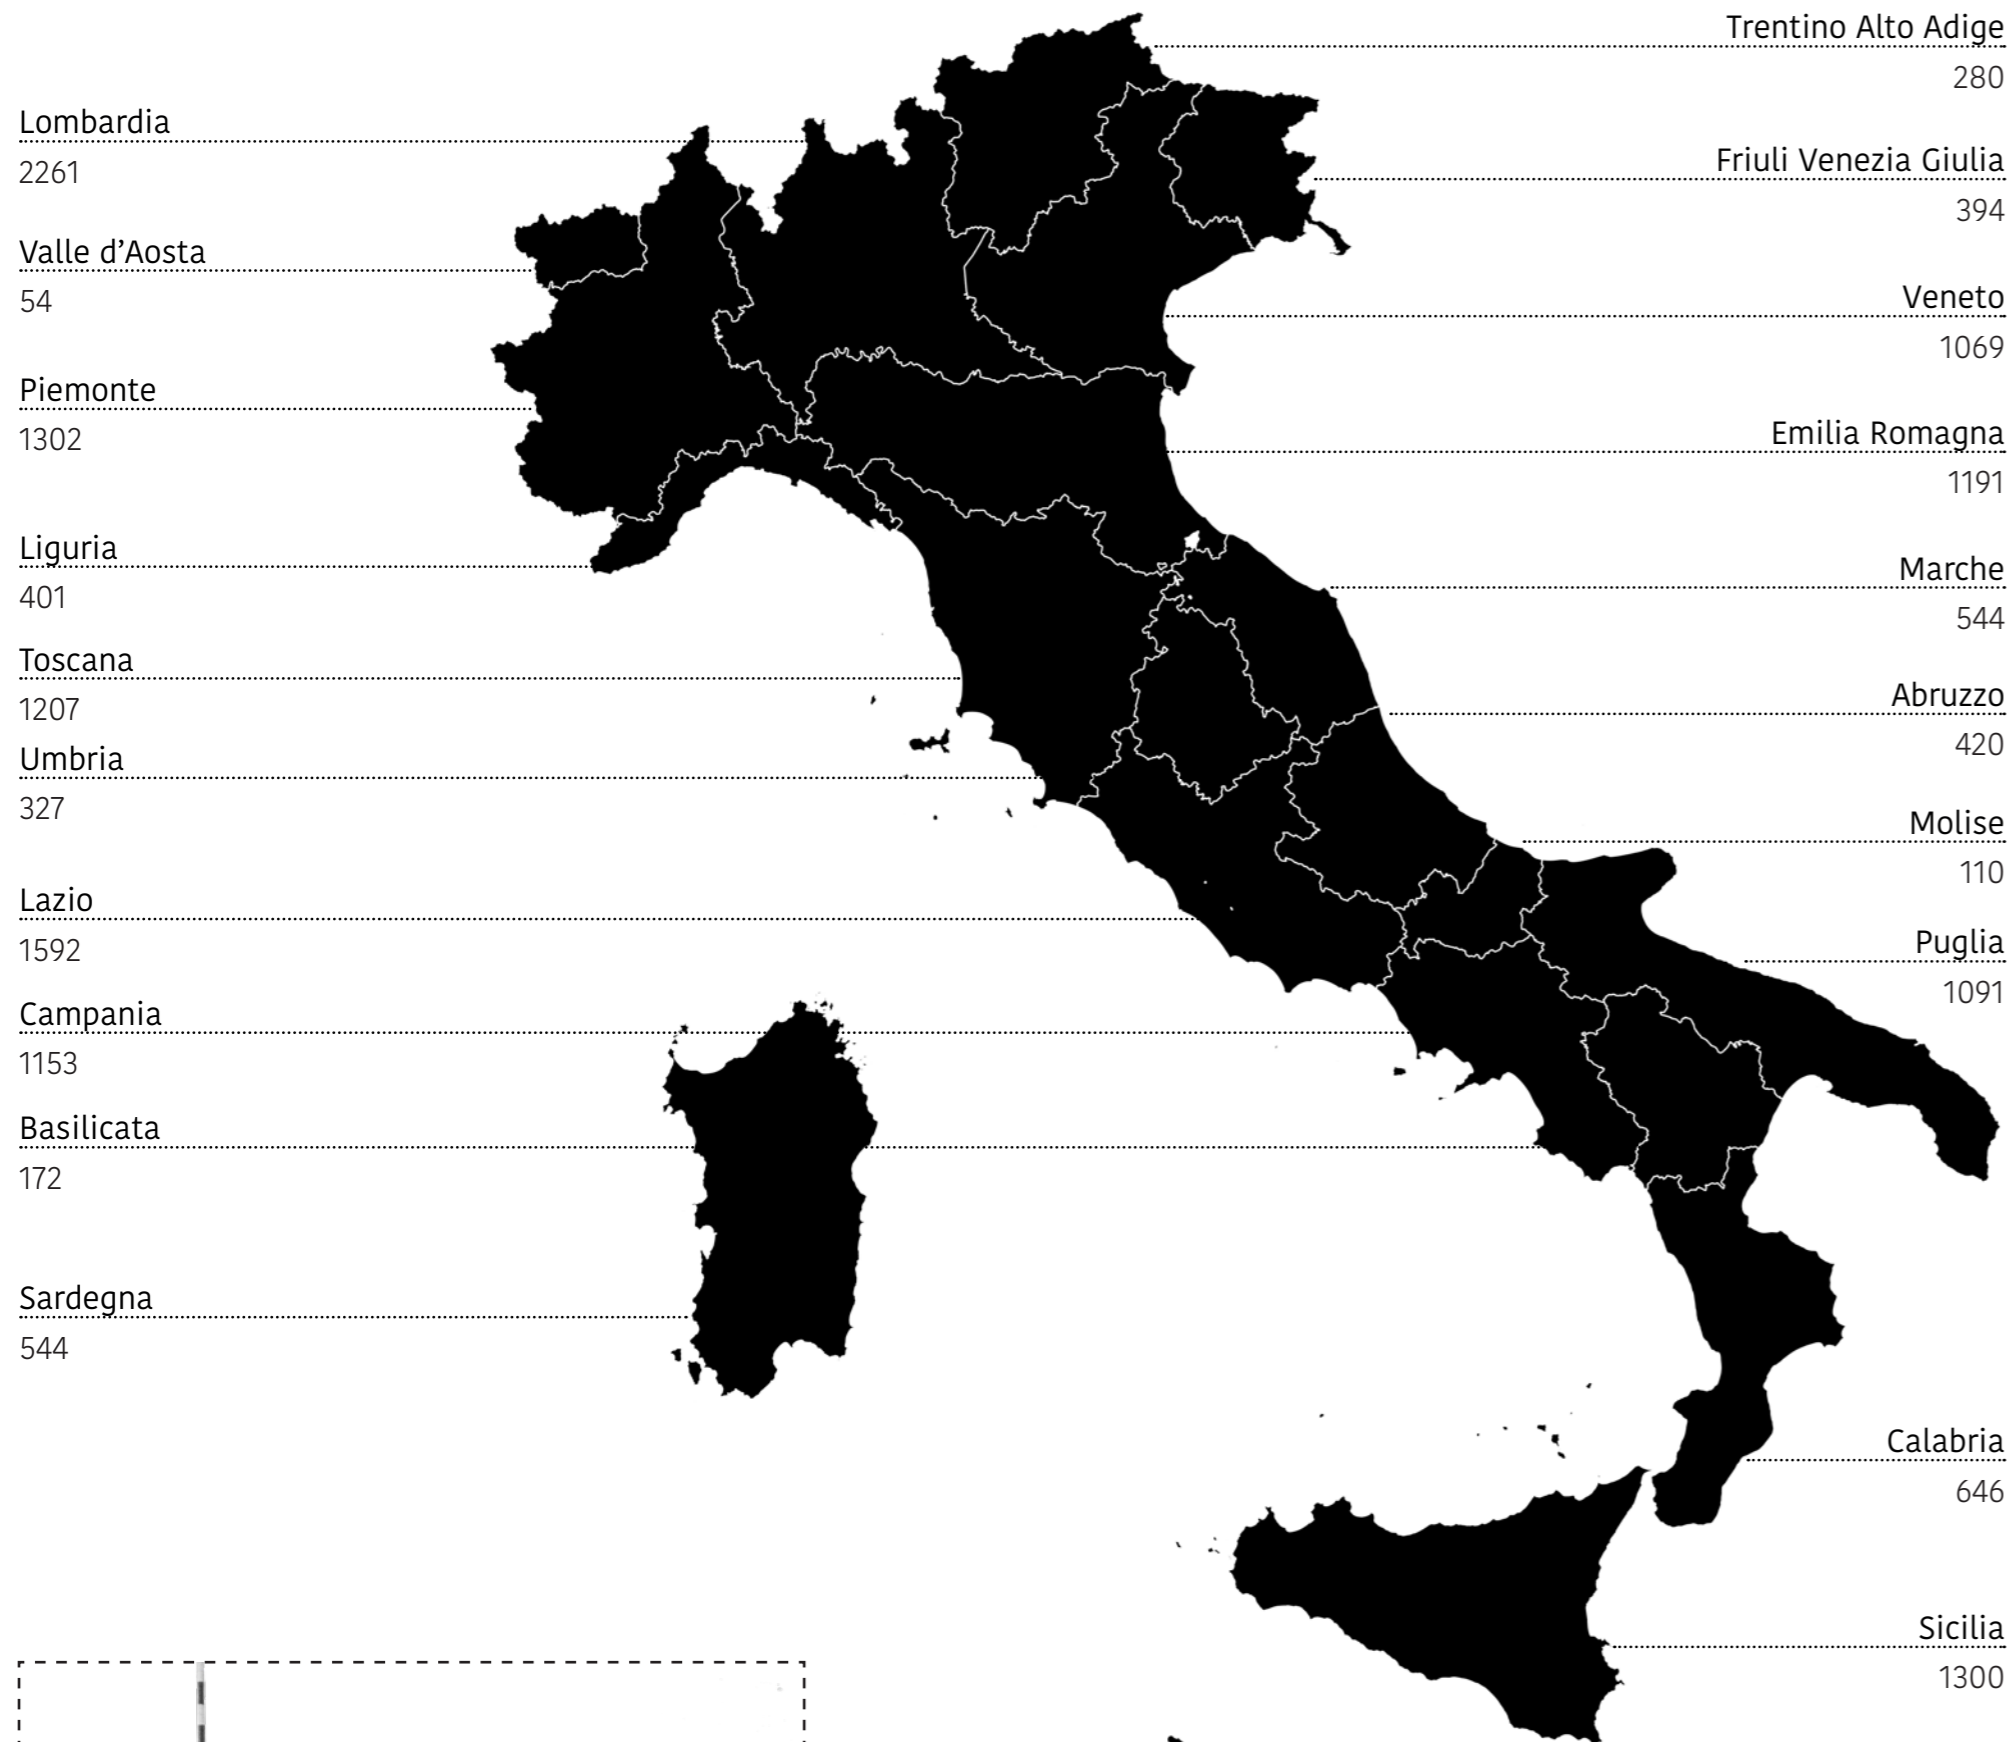 Lombardia
2261
Valle d’Aosta
54
Piemonte
1302
Liguria
401
Toscana
1207
Umbria
327
Lazio
1592
Campania
1153
Basilicata
172
Sardegna
544
Trentino Alto Adige
280
Friuli Venezia Giulia
394
Veneto
1069
Emilia Romagna
1191
Marche
544
Abruzzo
420
Molise
110
Puglia
1091
Calabria
646
Sicilia
1300